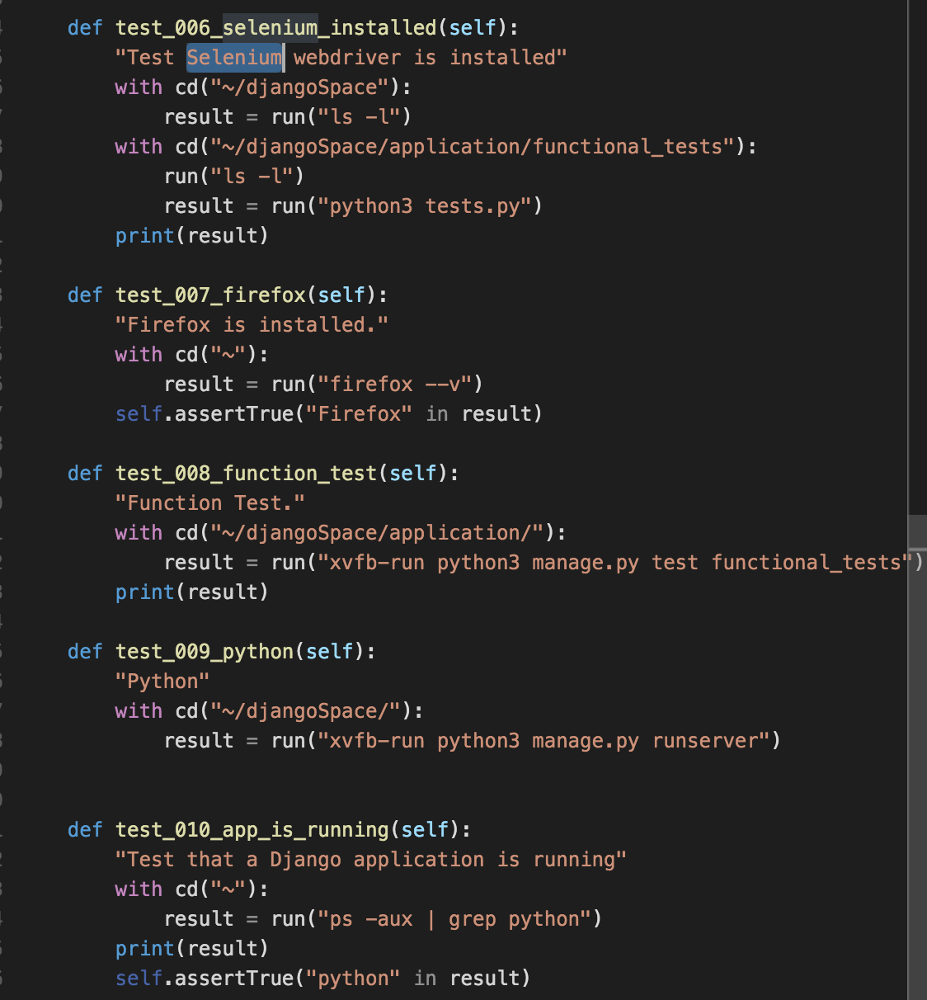 def test_006_selenium_installed(self):
"Test Selenium webdriver is installed"
with cd("~/djangoSpace"):
result = run("ls -l")
with cd("~/djangoSpace/application/functional_tests"):
run("ls -l")
result = run("python3 tests.py")
print(result)
def test_007_firefox(self):
"Firefox is installed."
with cd("~"):
result = run("firefox --v")
self.assertTrue("Firefox" in result)
def test_008_function_test(self):
"Function Test."
with cd("~/djangoSpace/application/"):
result = run("xvfb-run python3 manage.py test functional_tests")
print(result)
def test_009_python(self):
"Python"
with cd("~/djangoSpace/"):
result = run("xvfb-run python3 manage.py runserver")
def test_010_app_is_running(self):
"Test that a Django application is running"
with cd("~"):
result = run("ps -aux | grep python")
print(result)
self.assertTrue("python" in result)